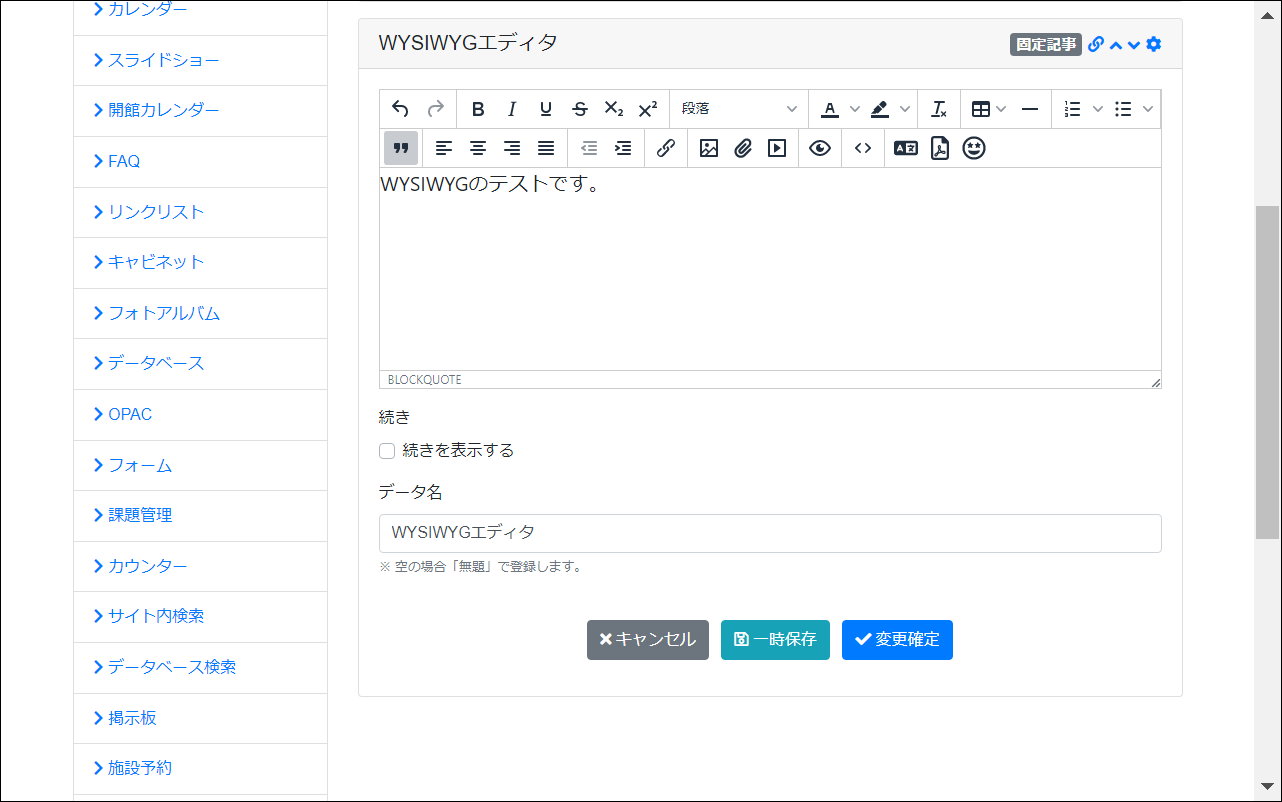 カレンダー
スライドショー
開館カレンダー
FAQ
リンクリスト
キャビネット
フォトアルバム
データベース
OPAC
フォーム
課題管理
カウンター
サイト内検索
データベース検索
掲示板
施設予約
WYSIWYGエディタ
固定記事
段落
WYSIWYGのテストです。
BLOCKQUOTE
続き
続きを表示する
データ名
WYSIWYGエディタ
※ 空の場合「無題」で登録します。
キャンセル
一時保存
変更確定